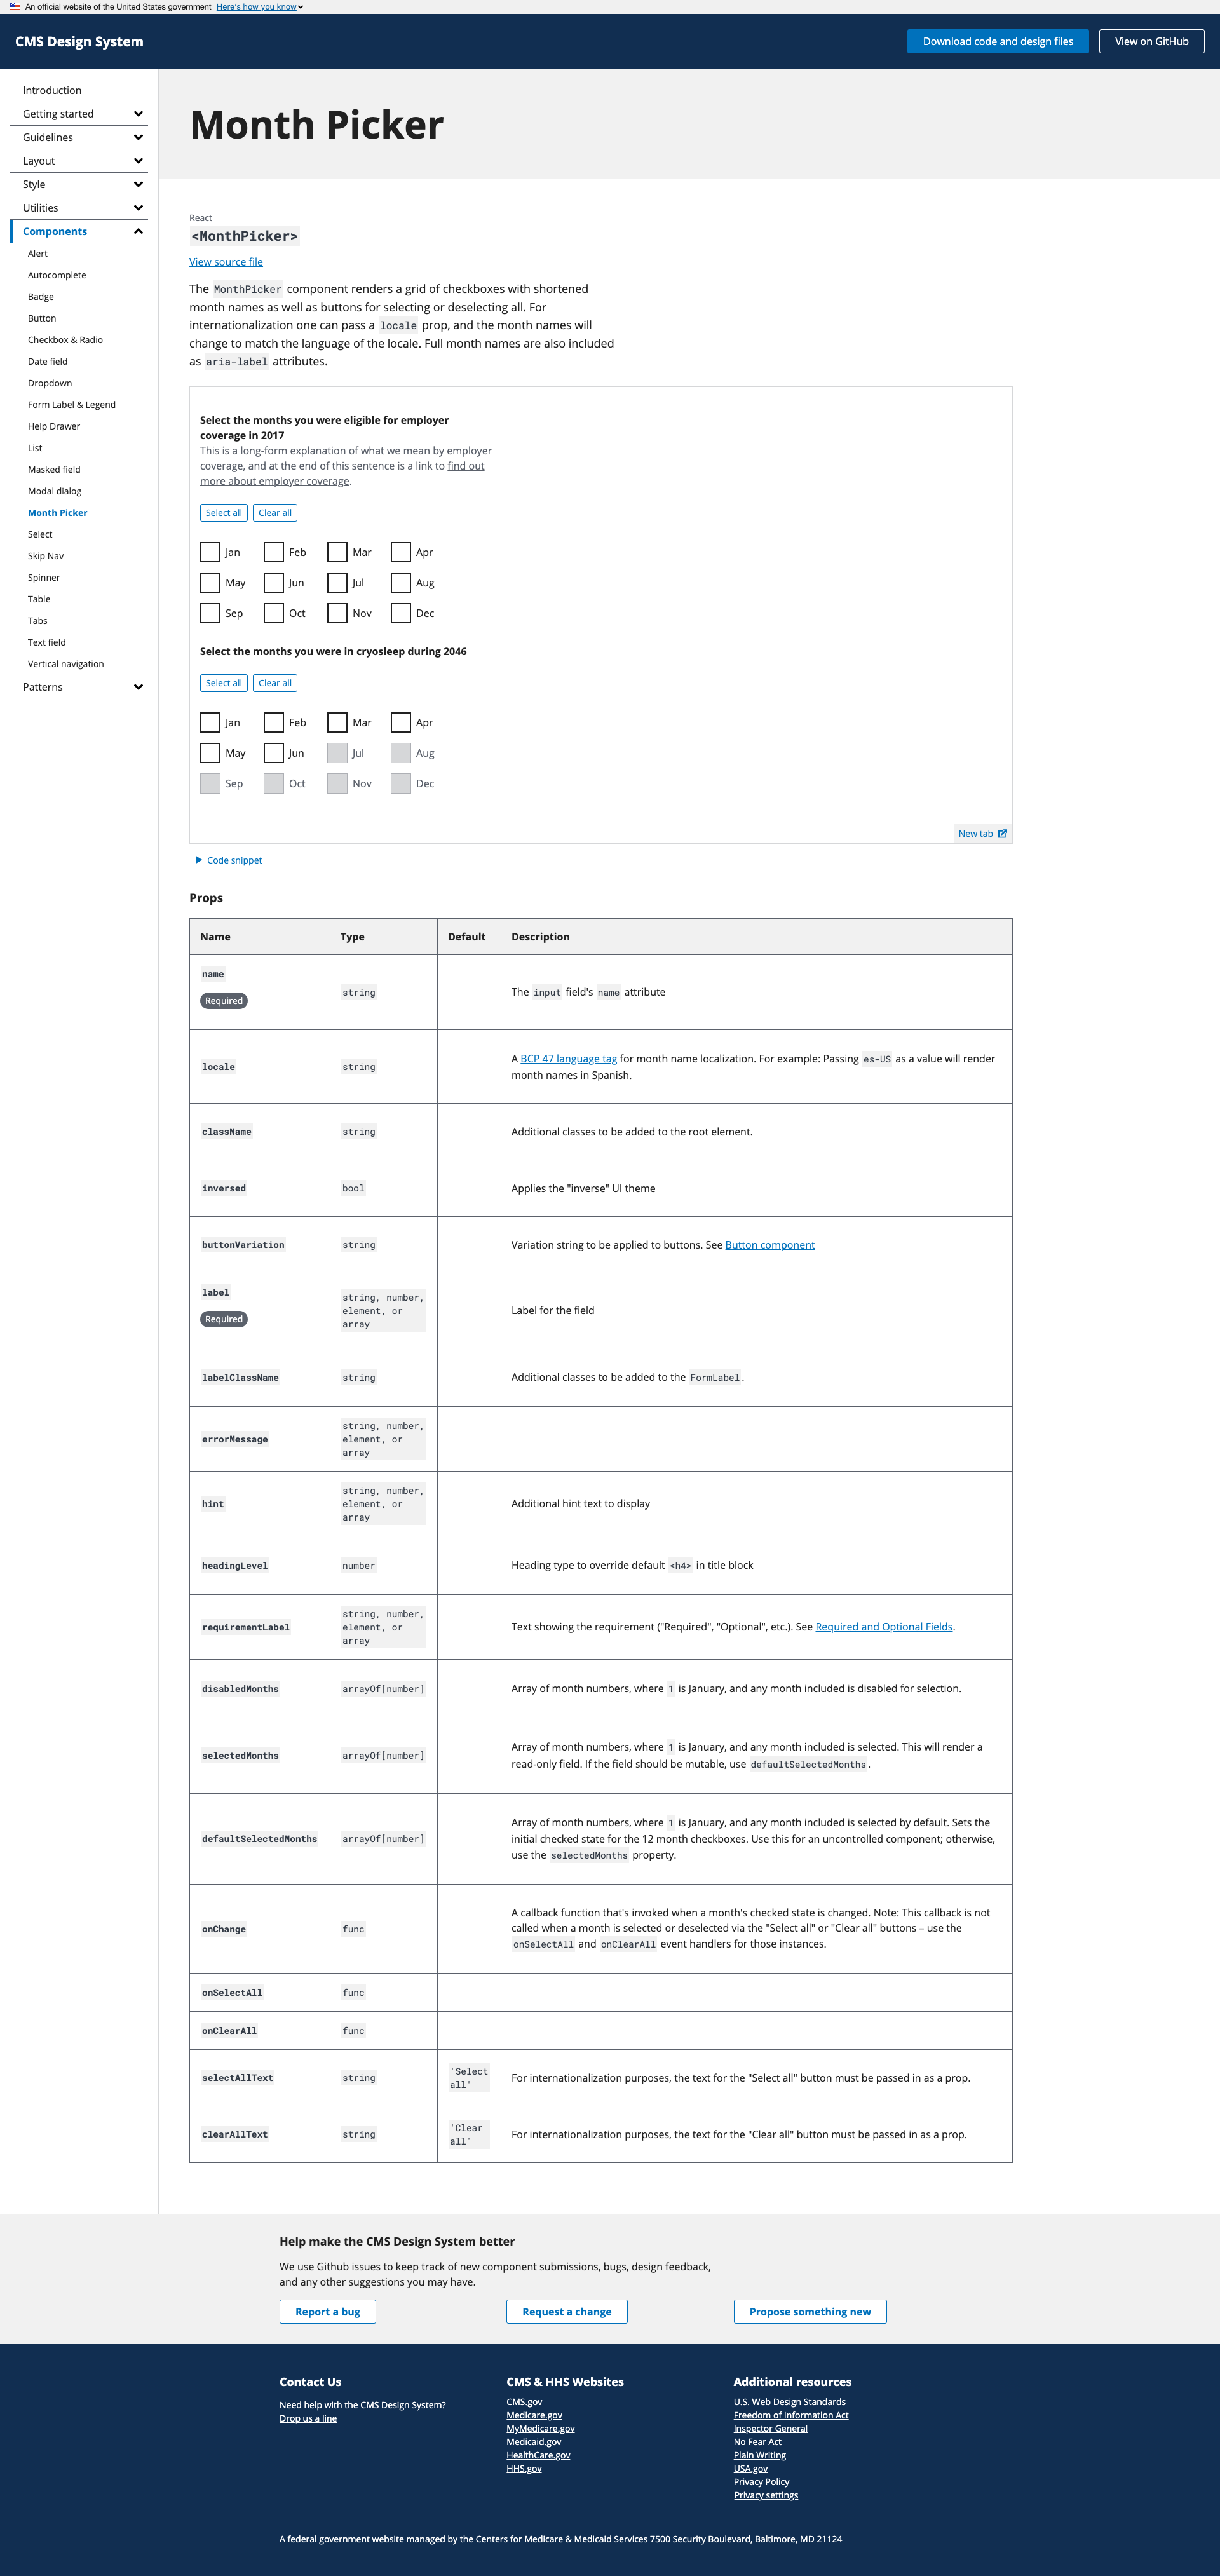 An official website of the United States government Here's how you know
CMS Design System
Download code and design files
View on GitHub
Introduction
Getting started
Guidelines
Layout
Style
Utilities
Components
Alert
Autocomplete
Badge
Button
Checkbox & Radio
Date field
Dropdown
Form Label & Legend
Help Drawer
List
Masked field
Modal dialog
Month Picker
Select
Skip Nav
Spinner
Table
Tabs
Text field
Vertical navigation
Patterns
Month Picker
React
<MonthPicker>
View source file
The MonthPicker component renders a grid of checkboxes with shortened
month names as well as buttons for selecting or deselecting all. For
internationalization one can pass a locale prop, and the month names will
change to match the language of the locale. Full month names are also included
as aria-label attributes.
Select the months you were eligible for employer
coverage in 2017
This is a long-form explanation of what we mean by employer
coverage, and at the end of this sentence is a link to find out
more about employer coverage.
Select all Clear all
Jan Feb Mar Apr
May Jun Jul Aug
Sep Oct Nov Dec
Select the months you were in cryosleep during 2046
Select all Clear all
Jan Feb Mar Apr
May Jun Jul Aug
Sep Oct Nov Dec
New tab
Code snippet
Props
Name Type Default Description
name
Required
string
The input field's name attribute
locale
string
A BCP 47 language tag for month name localization. For example: Passing es-US as a value will render
month names in Spanish.
className
string
Additional classes to be added to the root element.
inversed
bool
Applies the "inverse" UI theme
buttonVariation
string
Variation string to be applied to buttons. See Button component
label
Required
string, number,
element, or
array
Label for the field
labelClassName
string
Additional classes to be added to the FormLabel.
errorMessage
string, number,
element, or
array
hint
string, number,
element, or
array
Additional hint text to display
headingLevel
number
Heading type to override default <h4> in title block
requirementLabel
string, number,
element, or
array
Text showing the requirement ("Required", "Optional", etc.). See Required and Optional Fields.
disabledMonths
arrayOf[number]
Array of month numbers, where 1 is January, and any month included is disabled for selection.
selectedMonths
arrayOf[number]
Array of month numbers, where 1 is January, and any month included is selected. This will render a
read-only field. If the field should be mutable, use defaultSelectedMonths.
defaultSelectedMonths
arrayOf[number]
Array of month numbers, where 1 is January, and any month included is selected by default. Sets the
initial checked state for the 12 month checkboxes. Use this for an uncontrolled component; otherwise,
use the selectedMonths property.
onChange
func
A callback function that's invoked when a month's checked state is changed. Note: This callback is not
called when a month is selected or deselected via the "Select all" or "Clear all" buttons – use the
onSelectAll and onClearAll event handlers for those instances.
onSelectAll
func
onClearAll
func
selectAllText
string
'Select
all'
For internationalization purposes, the text for the "Select all" button must be passed in as a prop.
clearAllText
string
'Clear
all'
For internationalization purposes, the text for the "Clear all" button must be passed in as a prop.
Help make the CMS Design System better
We use Github issues to keep track of new component submissions, bugs, design feedback,
and any other suggestions you may have.
Report a bug
Request a change
Propose something new
Contact Us
Need help with the CMS Design System?
Drop us a line
CMS & HHS Websites
CMS.gov
Medicare.gov
MyMedicare.gov
Medicaid.gov
HealthCare.gov
HHS.gov
Additional resources
U.S. Web Design Standards
Freedom of Information Act
Inspector General
No Fear Act
Plain Writing
USA.gov
Privacy Policy
Privacy settings
A federal government website managed by the Centers for Medicare & Medicaid Services 7500 Security Boulevard, Baltimore, MD 21124